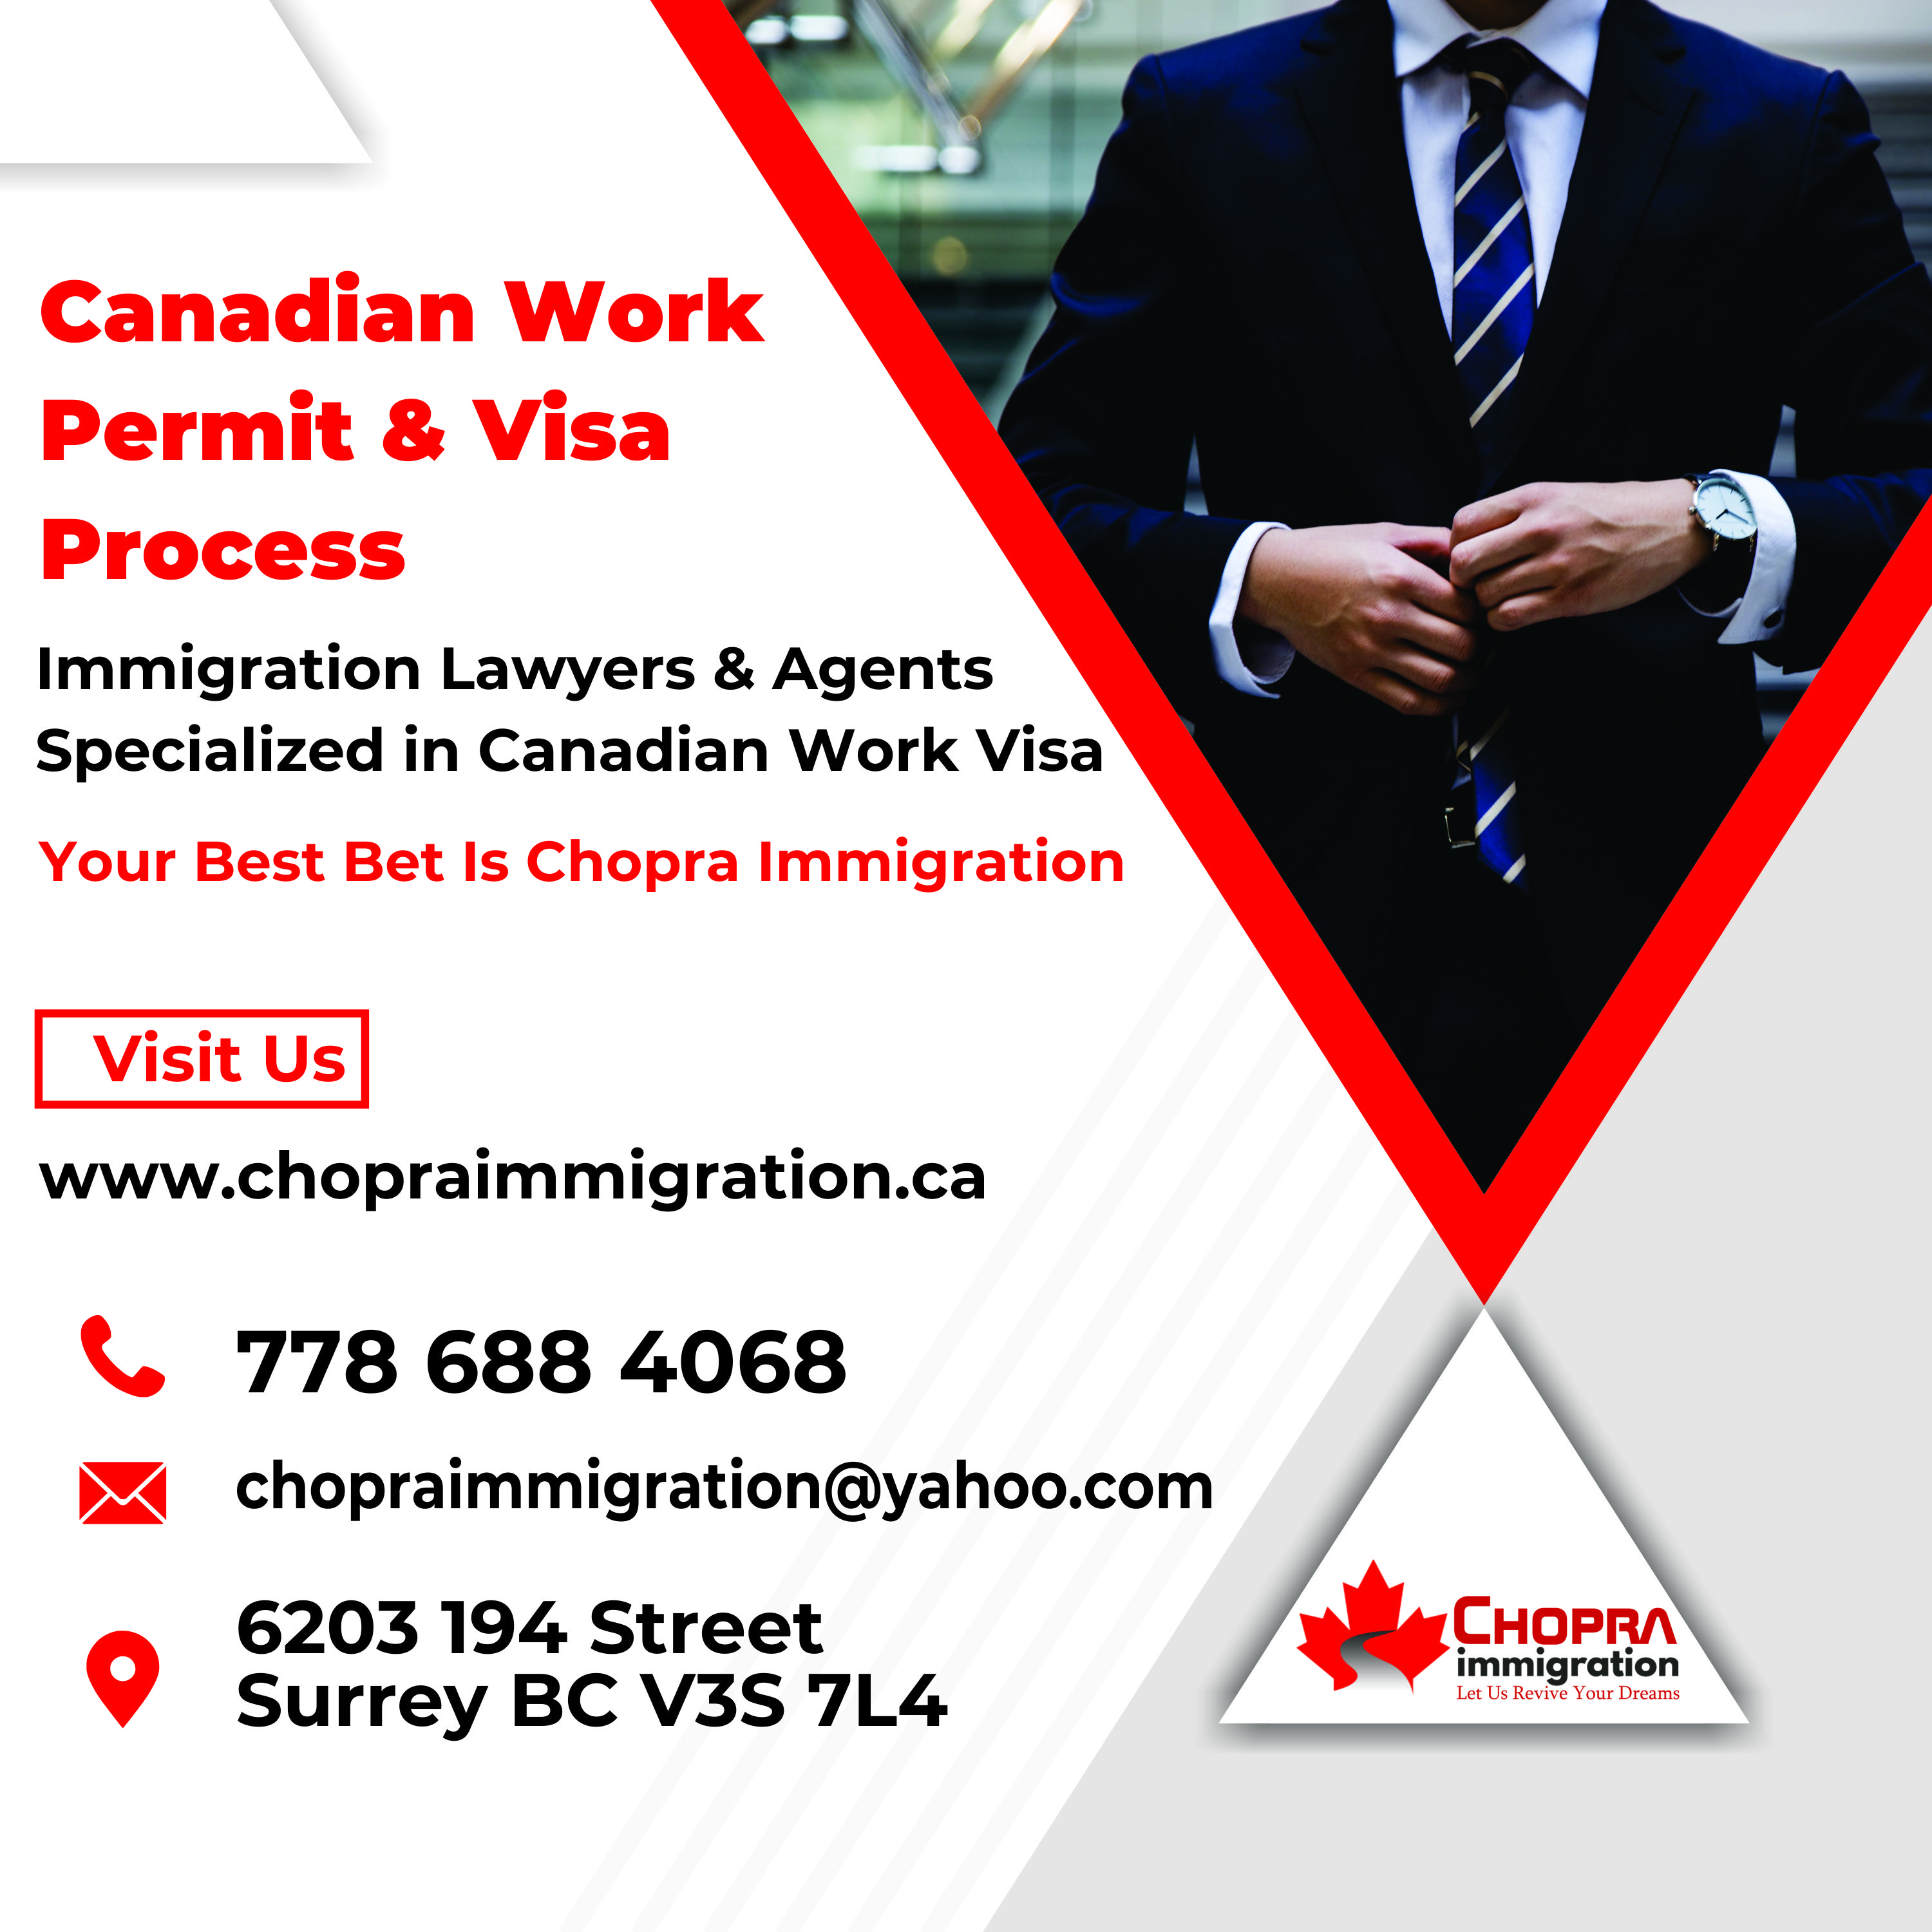 Canadian Work
Permit & Visa
Process
Immigration Lawyers & Agents
Specialized in Canadian Work Visa
Your Best Bet Is Chopra Immigration
Visit Us
www.chopraimmigration.ca
778 688 4068
chopraimmigration@yahoo.com
6203 194 Street
Surrey BC V3S 7L4
CHOPRA
immigration
Let Us Revive Your Dreams